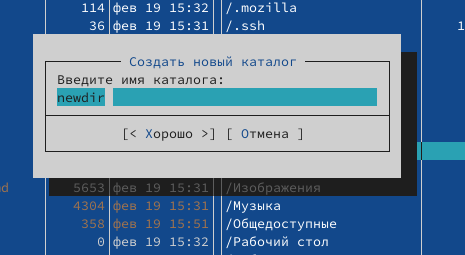 114 фев 19 15:32 /.mozilla
36 фев 19 15:31 /.ssh
1
Создать новый каталог
Введите имя каталога:
newdir
[< Хорошо >] [ Отмена ]
d 5653 фев 19 15:31 /Изображения
4304 фев 19 15:31 /Музыка
358 фев 19 15:51 /Общедоступные
0 фев 19 15:32 /Рабочий стол